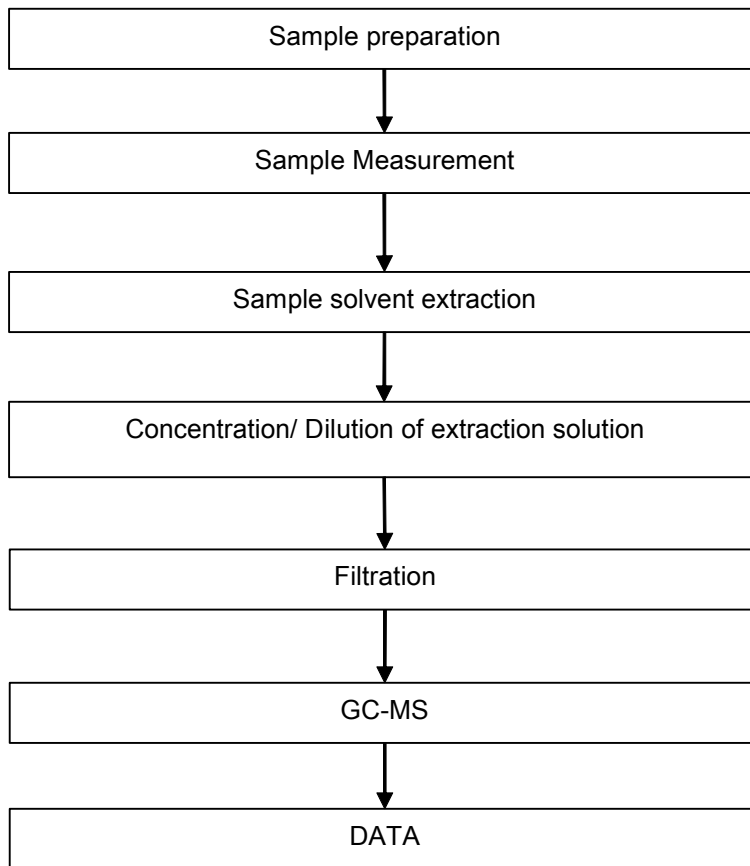 Sample preparation
Sample Measurement
Sample solvent extraction
Concentration/ Dilution of extraction solution
Filtration
GC-MS
DATA